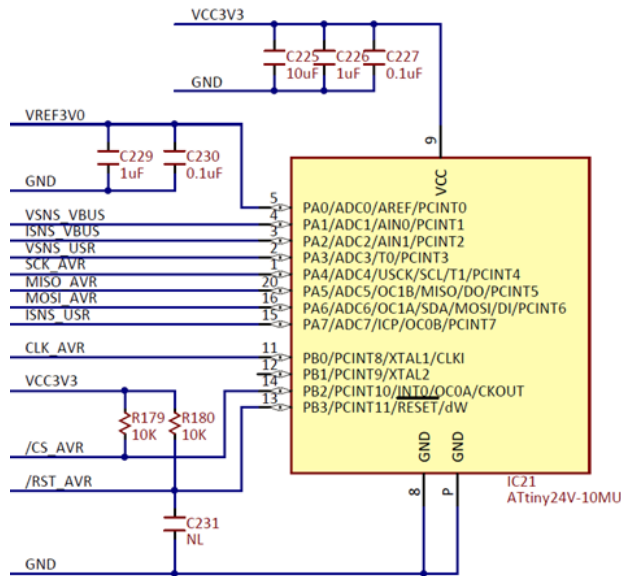 VCC3V3
C225 C226 C227
10uF 1uF 0.1uF
GND
VREF3V0
C229 C230
1uF 0.1uF
GND
9
VCC
5 PA0/ADC0/AREF/PCINT0
VSNS_VBUS 4 PA1/ADC1/AIN0/PCINT1
ISNS_VBUS 3 PA2/ADC2/AIN1/PCINT2
VSNS_USR 2 PA3/ADC3/T0/PCINT3
SCK_AVR 1 PA4/ADC4/USCK/SCL/T1/PCINT4
MISO_AVR 20 PA5/ADC5/OC1B/MISO/DO/PCINT5
MOSI_AVR 16 PA6/ADC6/OC1A/SDA/MOSI/DI/PCINT6
ISNS_USR 15 PA7/ADC7/ICP/OC0B/PCINT7
CLK_AVR 11 PB0/PCINT8/XTAL1/CLKI
12 PB1/PCINT9/XTAL2
VCC3V3 14 PB2/PCINT10/INT0/OC0A/CKOUT
13 PB3/PCINT11/RESET/dW
R179 R180
10K 10K
/CS_AVR
GND GND
/RST_AVR
8 P
IC21
ATtiny24V-10MU
C231
NL
GND